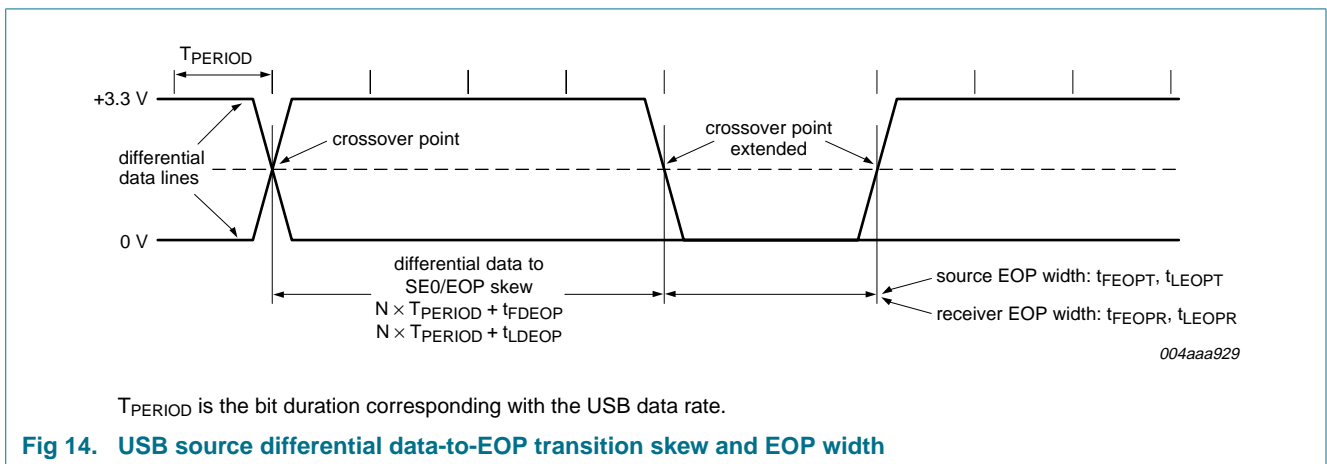 TPERIOD
+3.3 V
crossover point
crossover point
extended
differential
data lines
0 V
differential data to
SE0/EOP skew
N × TPERIOD + tFDEOP
N × TPERIOD + tLDEOP
source EOP width: tFEOPT, tLEOPT
receiver EOP width: tFEOPR, tLEOPR
004aaa929
TPERIOD is the bit duration corresponding with the USB data rate.
Fig 14. USB source differential data-to-EOP transition skew and EOP width